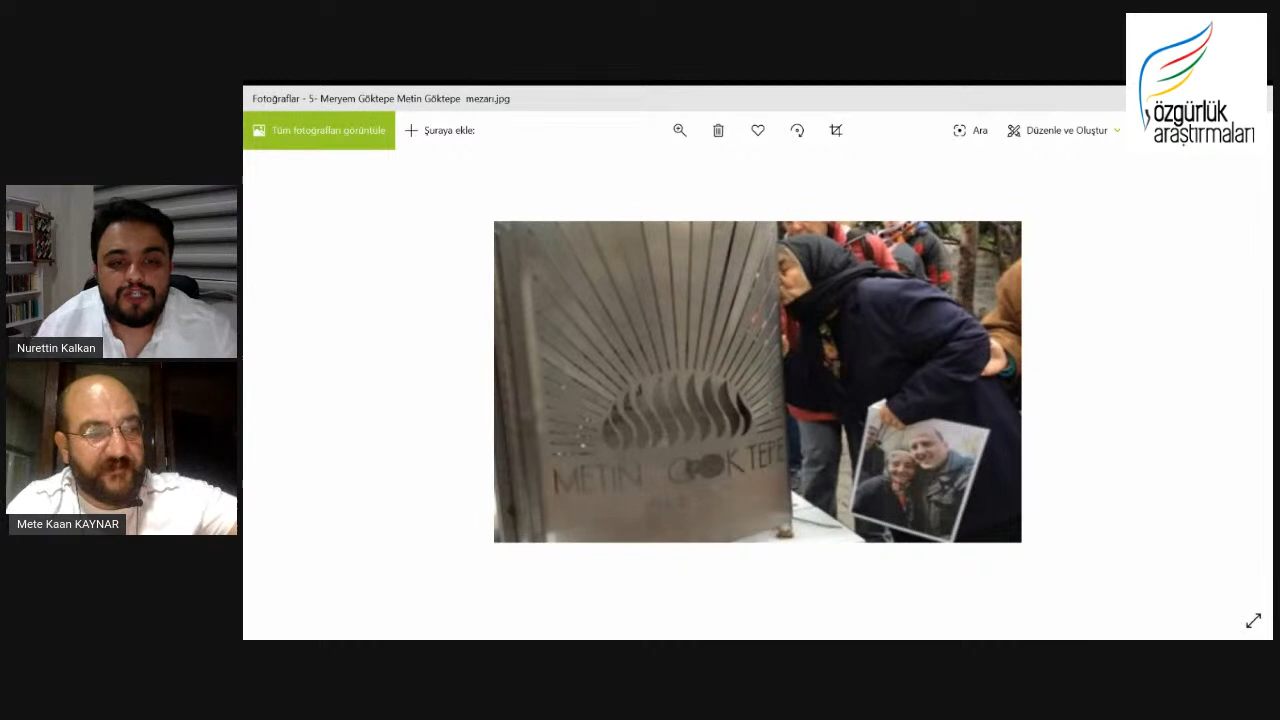 özgürlük
araştırmaları
Fotoğraflar - 5- Meryem Göktepe Metin Göktepe mezarı.jpg
Tüm fotoğrafları görüntüle
Şuraya ekle:
Ara
Düzenle ve Oluştur
METİN GÖKTEPE
Nurettin Kalkan
Mete Kaan KAYNAR